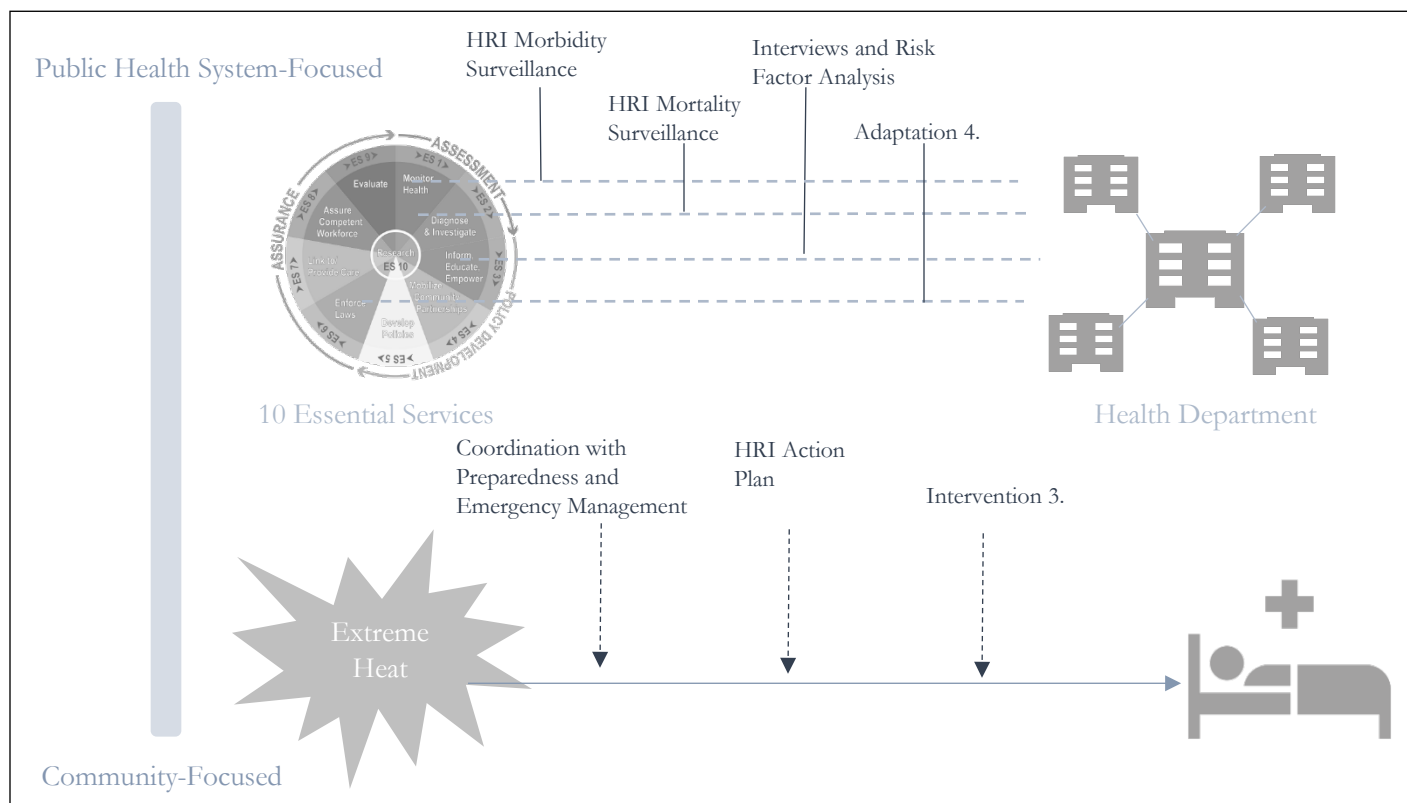 Public Health System-Focused
HRI Morbidity
Surveillance
HRI Mortality
Surveillance
Interviews and Risk
Factor Analysis
Adaptation 4.
ASSESSMENT
POLICY DEVELOPMENT
ASSURANCE
ES 1
ES 2
ES 3
ES 4
ES 5
ES 6
ES 7
ES 8
ES 9
Monitor
Health
Diagnose
& Investigate
Inform,
Educate,
Empower
Mobilize
Community
Partnerships
Develop
Policies
Enforce
Laws
Link to/
Provide Care
Assure
Competent
Workforce
Evaluate
Research
ES 10
10 Essential Services
Health Department
Coordination with
Preparedness and
Emergency Management
HRI Action
Plan
Intervention 3.
Extreme
Heat
Community-Focused